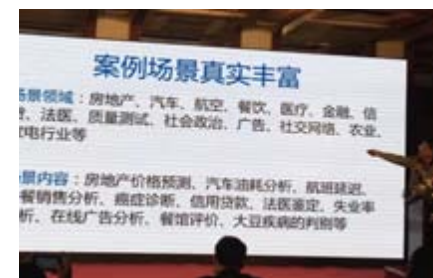 案例场景真实丰富
场景领域：房地产、汽车、航空、餐饮、医疗、金融、信
、法医、质量测试、社会政治、广告、社交网络、农业、
电行业等
场景内容：房地产价格预测、汽车油耗分析、航班延迟、
餐销售分析、癌症诊断、信用贷款、法医鉴定、失业率
析、在线广告分析、餐馆评价、大豆疾病的判别等